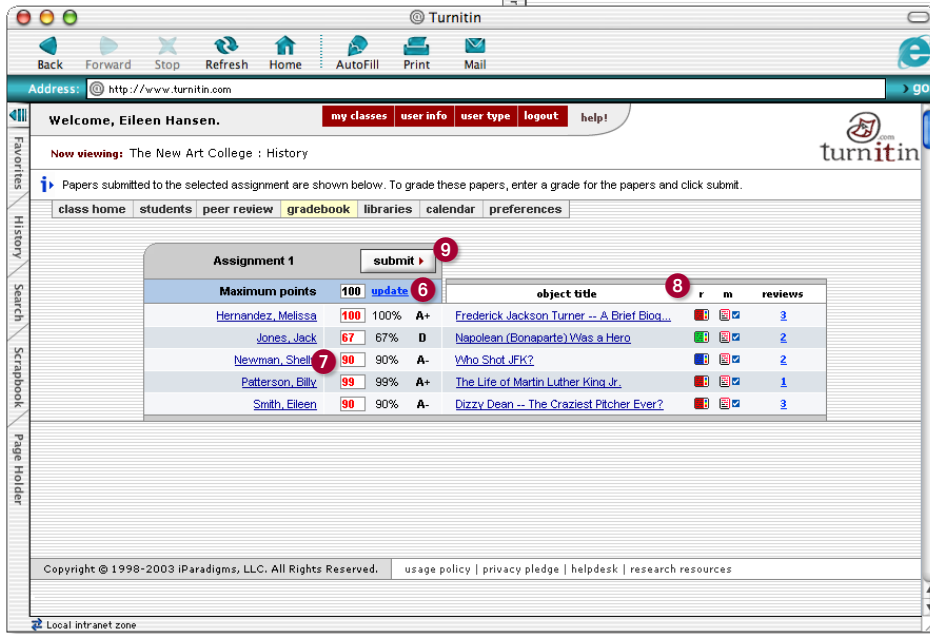 @ Turnitin
Back Forward Stop Refresh Home AutoFill Print Mail
Address: @ http://www.turnitin.com go
Welcome, Eileen Hansen. my classes user info user type logout help!
turnitin .com
Now viewing: The New Art College : History
Papers submitted to the selected assignment are shown below. To grade these papers, enter a grade for the papers and click submit.
class home students peer review gradebook libraries calendar preferences
Assignment 1 submit 9
Maximum points 100 update 6 object title 8 r m reviews
Hernandez, Melissa 100 100% A+ Frederick Jackson Turner -- A Brief Biog... 3
Jones, Jack 67 67% D Napolean (Bonaparte) Was a Hero 2
Newman, Shelly 7 90 90% A- Who Shot JFK? 2
Patterson, Billy 99 99% A+ The Life of Martin Luther King Jr. 1
Smith, Eileen 90 90% A- Dizzy Dean -- The Craziest Pitcher Ever? 3
Favorites
History
Search
Scrapbook
Page Holder
Copyright © 1998-2003 iParadigms, LLC. All Rights Reserved. usage policy | privacy pledge | helpdesk | research resources
Local intranet zone